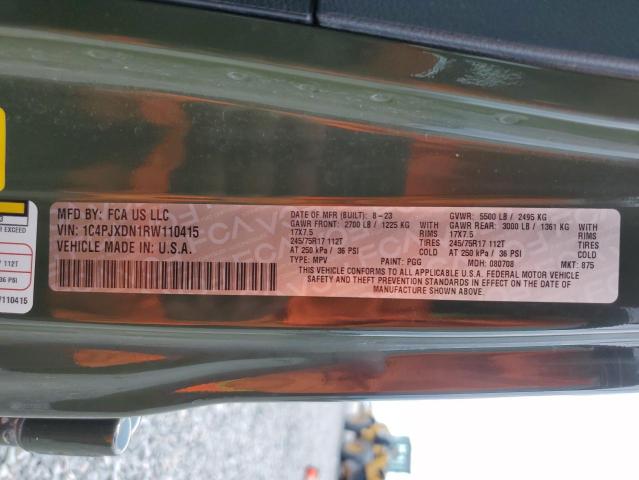 MFD BY: FCA US LLC
VIN: 1C4PJXDN1RW110415
VEHICLE MADE IN: U.S.A.
DATE OF MFR (BUILT): 8-23
GVWR: 5500 LB / 2495 KG
GAWR FRONT: 2700 LB / 1225 KG WITH
GAWR REAR: 3000 LB / 1361 KG WITH
17X7.5 RIMS
17X7.5 RIMS
245/75R17 112T TIRES
245/75R17 112T TIRES
AT 250 kPa / 36 PSI
AT 250 kPa / 36 PSI
TYPE: MPV PAINT: PGG MDH: 080708 MKT: 875
THIS VEHICLE CONFORMS TO ALL APPLICABLE U.S.A. FEDERAL MOTOR VEHICLE
SAFETY AND THEFT PREVENTION STANDARDS IN EFFECT ON THE DATE OF
MANUFACTURE SHOWN ABOVE.
EXCEED
112T
36 PSI
110415